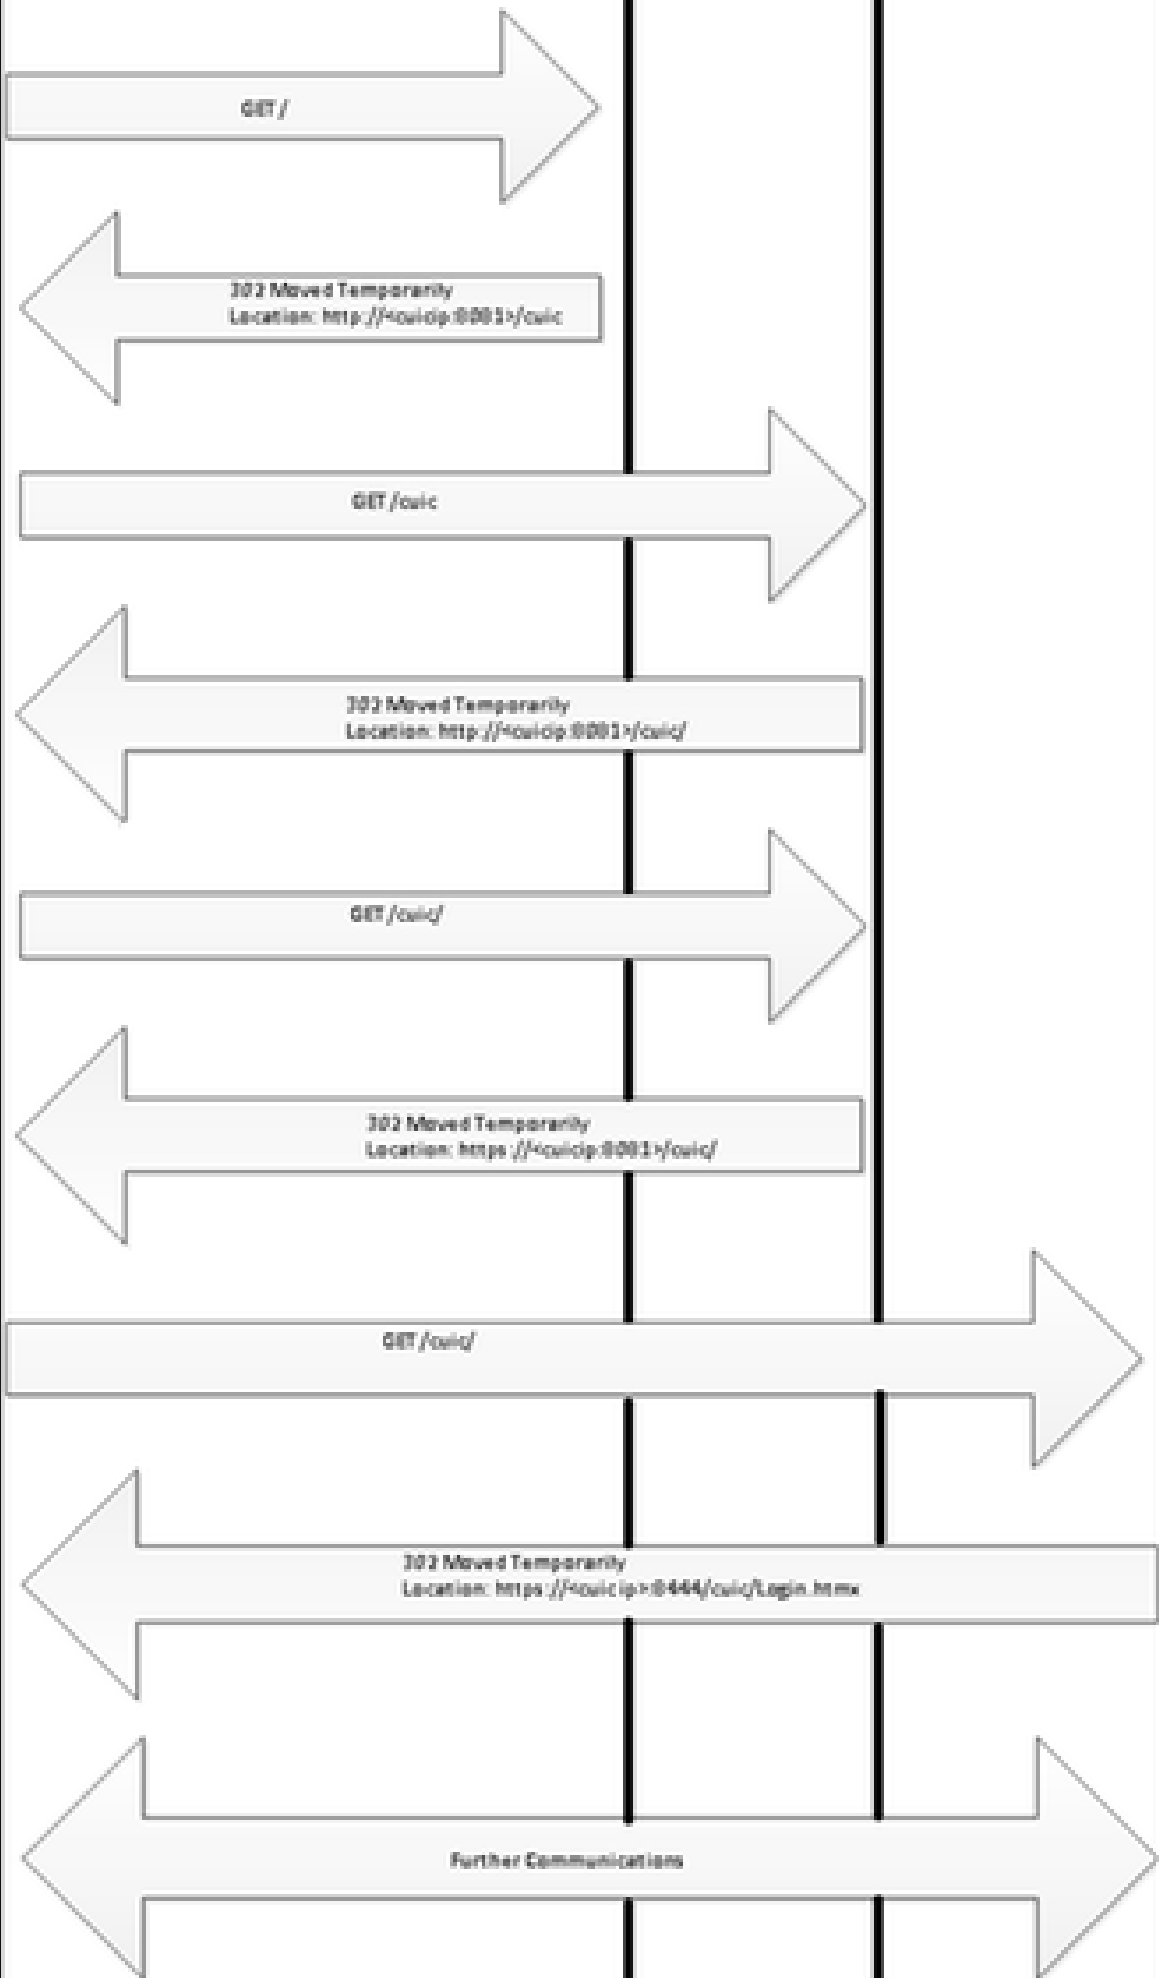 GET /
302 Moved Temporarily
Location: http://<cuicip:8081>/cuic
GET /cuic
302 Moved Temporarily
Location: http://<cuicip:8081>/cuic/
GET /cuic/
302 Moved Temporarily
Location: https://<cuicip:8081>/cuic/
GET /cuic/
302 Moved Temporarily
Location: https://<cuicip>:8444/cuic/Login.htmx
Further Communications